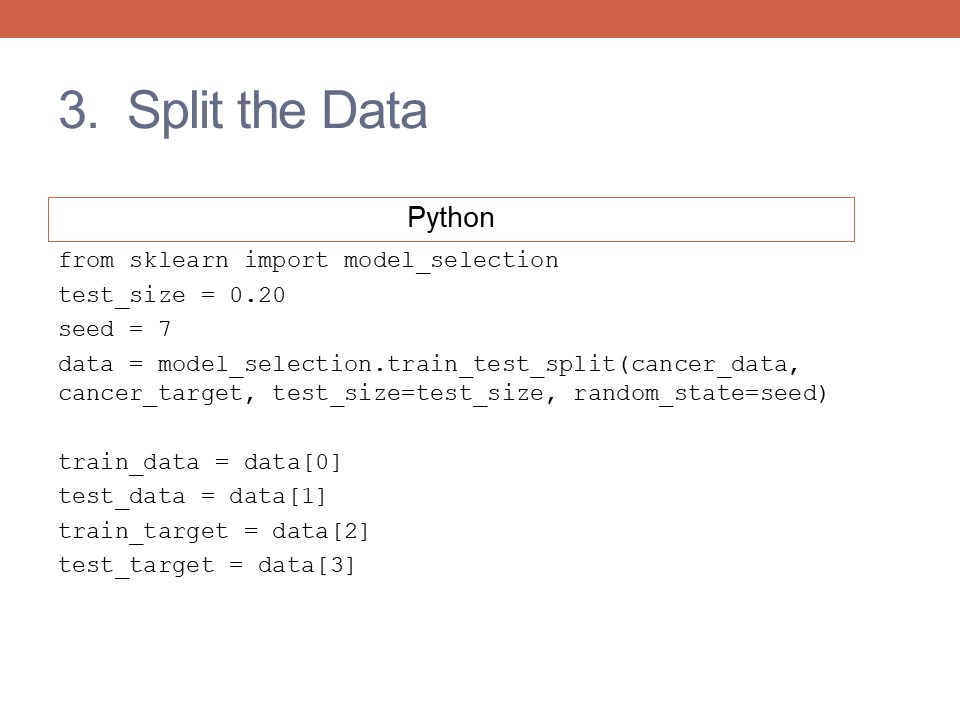 3.  Split the Data
Python
from sklearn import model_selection
test_size = 0.20
seed = 7
data = model_selection.train_test_split(cancer_data,
cancer_target, test_size=test_size, random_state=seed)
train_data = data[0]
test_data = data[1]
train_target = data[2]
test_target = data[3]